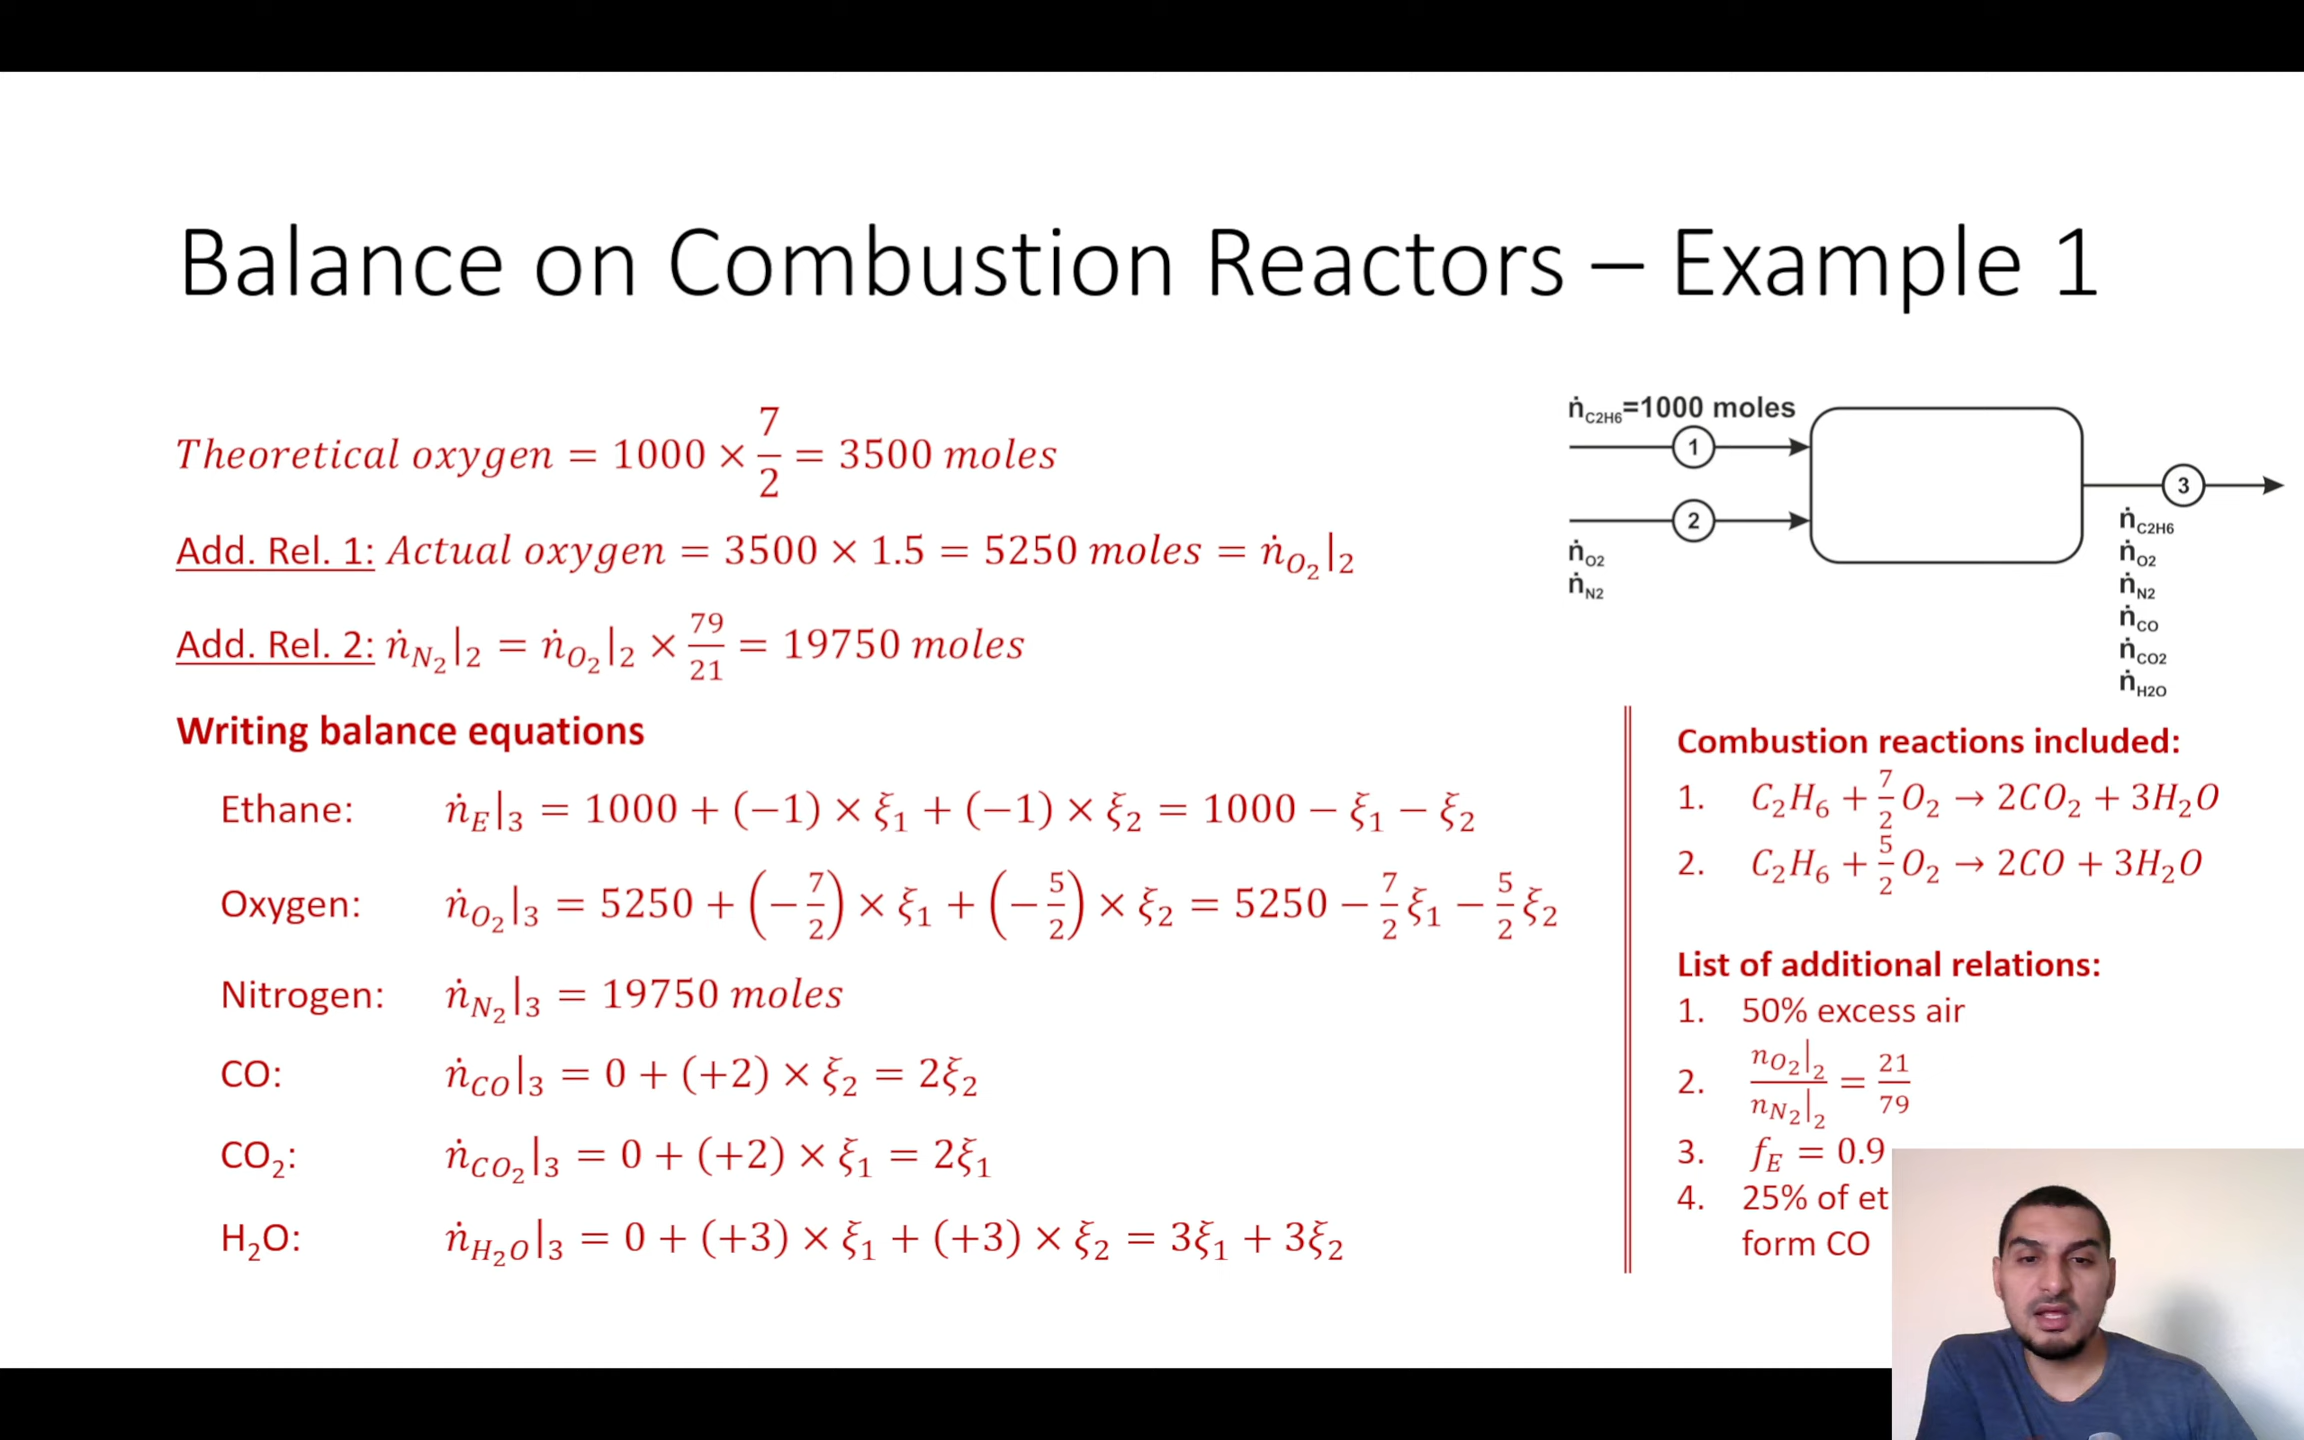 Balance on Combustion Reactors – Example 1
Theoretical oxygen = 1000 × 7/2 = 3500 moles
Add. Rel. 1: Actual oxygen = 3500 × 1.5 = 5250 moles = ṅ_O₂|₂
Add. Rel. 2: ṅ_N₂|₂ = ṅ_O₂|₂ × 79/21 = 19750 moles
Writing balance equations
Ethane: ṅ_E|₃ = 1000 + (−1) × ξ₁ + (−1) × ξ₂ = 1000 − ξ₁ − ξ₂
Oxygen: ṅ_O₂|₃ = 5250 + (−7/2) × ξ₁ + (−5/2) × ξ₂ = 5250 − 7/2 ξ₁ − 5/2 ξ₂
Nitrogen: ṅ_N₂|₃ = 19750 moles
CO: ṅ_CO|₃ = 0 + (+2) × ξ₂ = 2ξ₂
CO₂: ṅ_CO₂|₃ = 0 + (+2) × ξ₁ = 2ξ₁
H₂O: ṅ_H₂O|₃ = 0 + (+3) × ξ₁ + (+3) × ξ₂ = 3ξ₁ + 3ξ₂
ṅ_C2H6=1000 moles
1
2
ṅ_O2
ṅ_N2
3
ṅ_C2H6
ṅ_O2
ṅ_N2
ṅ_CO
ṅ_CO2
ṅ_H2O
Combustion reactions included:
1. C₂H₆ + 7/2 O₂ → 2CO₂ + 3H₂O
2. C₂H₆ + 5/2 O₂ → 2CO + 3H₂O
List of additional relations:
1. 50% excess air
2. n_O₂|₂ / n_N₂|₂ = 21/79
3. f_E = 0.9
4. 25% of et
form CO